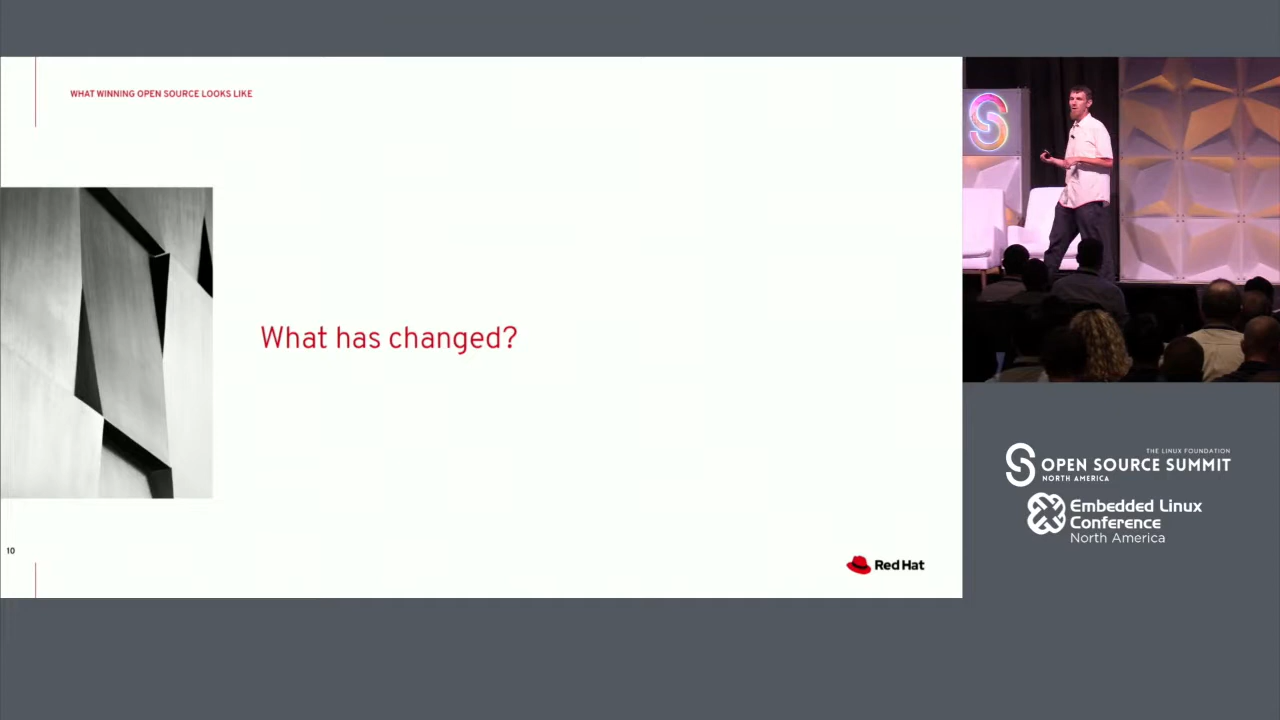 WHAT WINNING OPEN SOURCE LOOKS LIKE
What has changed?
10
Red Hat
THE LINUX FOUNDATION
OPEN SOURCE SUMMIT
NORTH AMERICA
Embedded Linux
Conference
North America